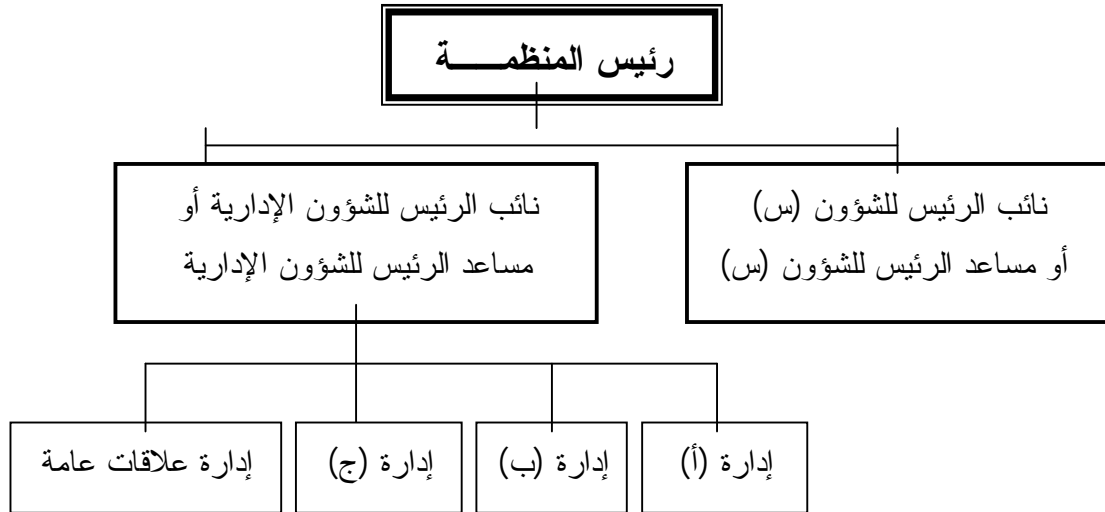 رئيس المنظمـــــة
نائب الرئيس للشؤون (س)
أو مساعد الرئيس للشؤون (س)
نائب الرئيس للشؤون الإدارية أو
مساعد الرئيس للشؤون الإدارية
إدارة (أ)
إدارة (ب)
إدارة (ج)
إدارة علاقات عامة